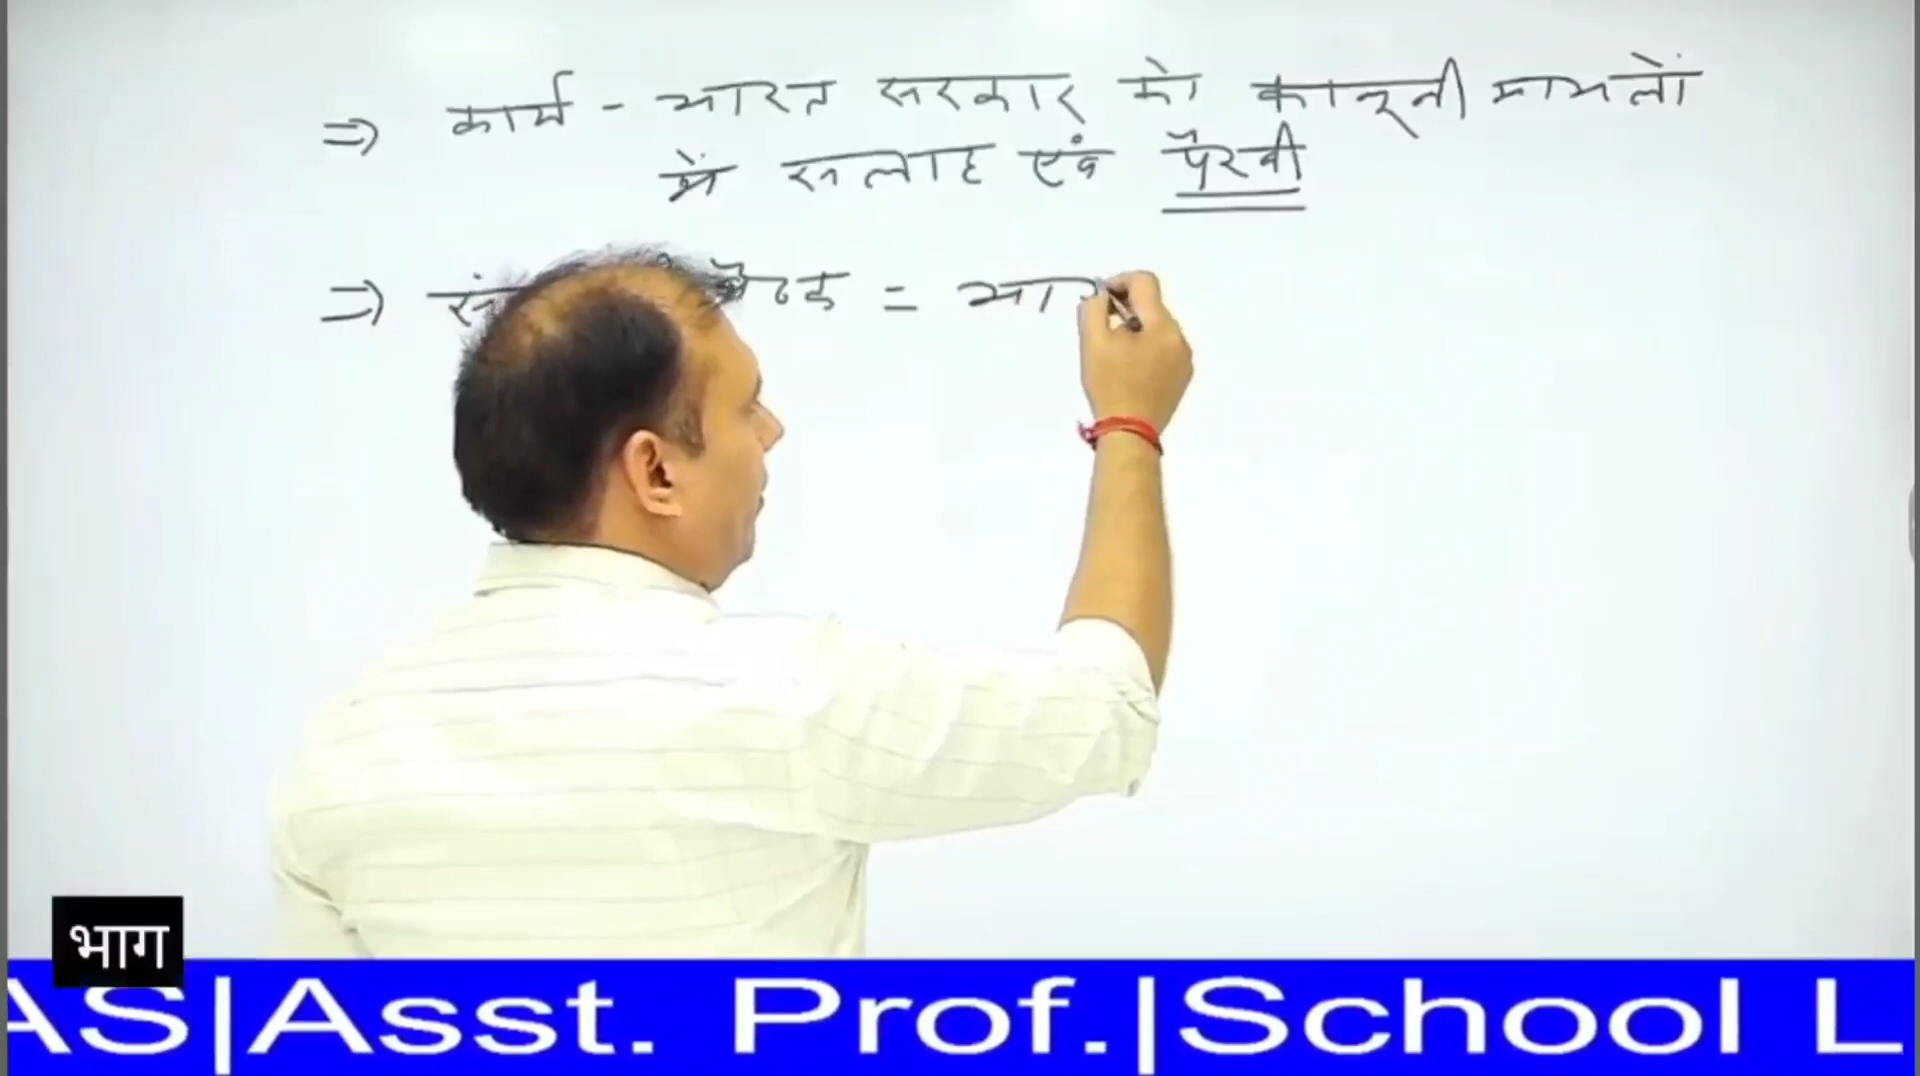 ⇒ कार्य - भारत सरकार को कानूनी मामलों
में सलाह एवं पैरवी
⇒ = भा
भाग
AS|Asst. Prof.|School L